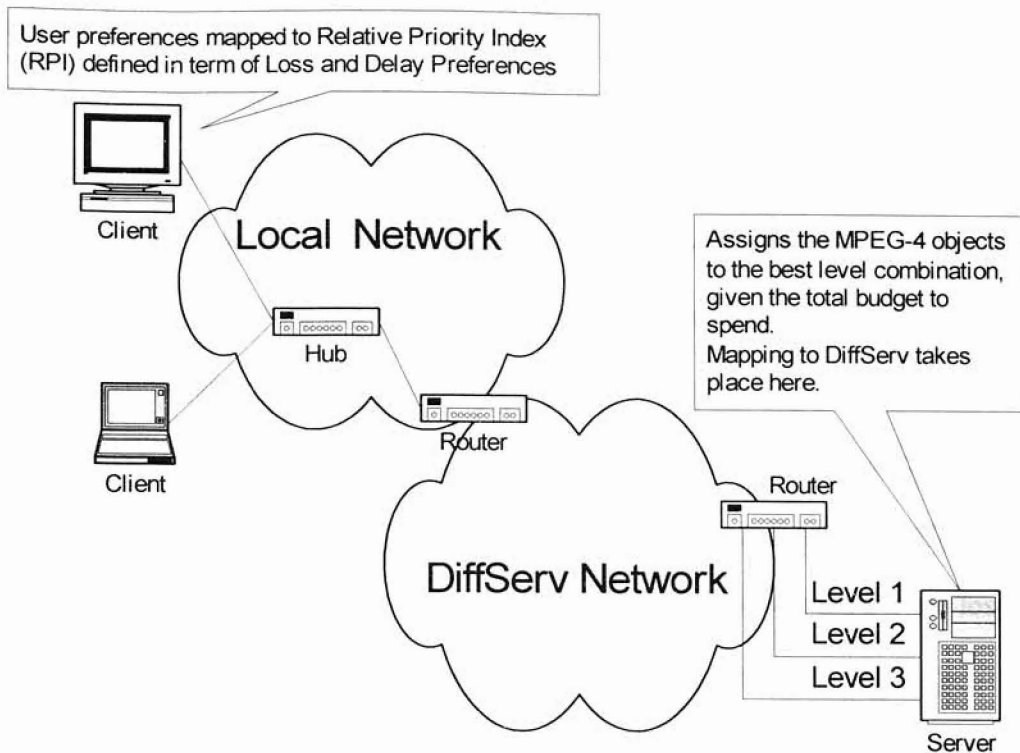 User preferences mapped to Relative Priority Index
(RPI) defined in term of Loss and Delay Preferences
Client
Local Network
Assigns the MPEG-4 objects
to the best level combination,
given the total budget to
spend.
Mapping to DiffServ takes
place here.
Hub
Router
Client
Router
DiffServ Network
Level 1
Level 2
Level 3
Server